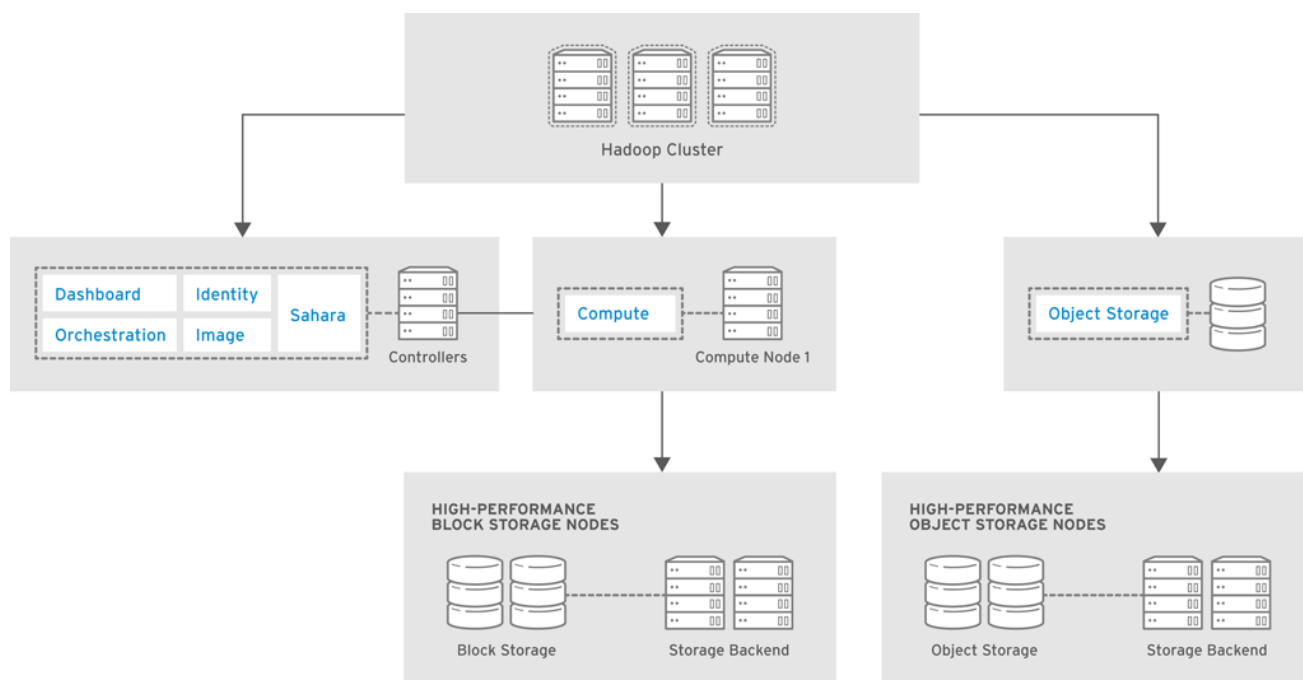 Hadoop Cluster
Dashboard
Identity
Sahara
Orchestration
Image
Controllers
Compute
Compute Node 1
Object Storage
HIGH-PERFORMANCE
BLOCK STORAGE NODES
Block Storage
Storage Backend
HIGH-PERFORMANCE
OBJECT STORAGE NODES
Object Storage
Storage Backend